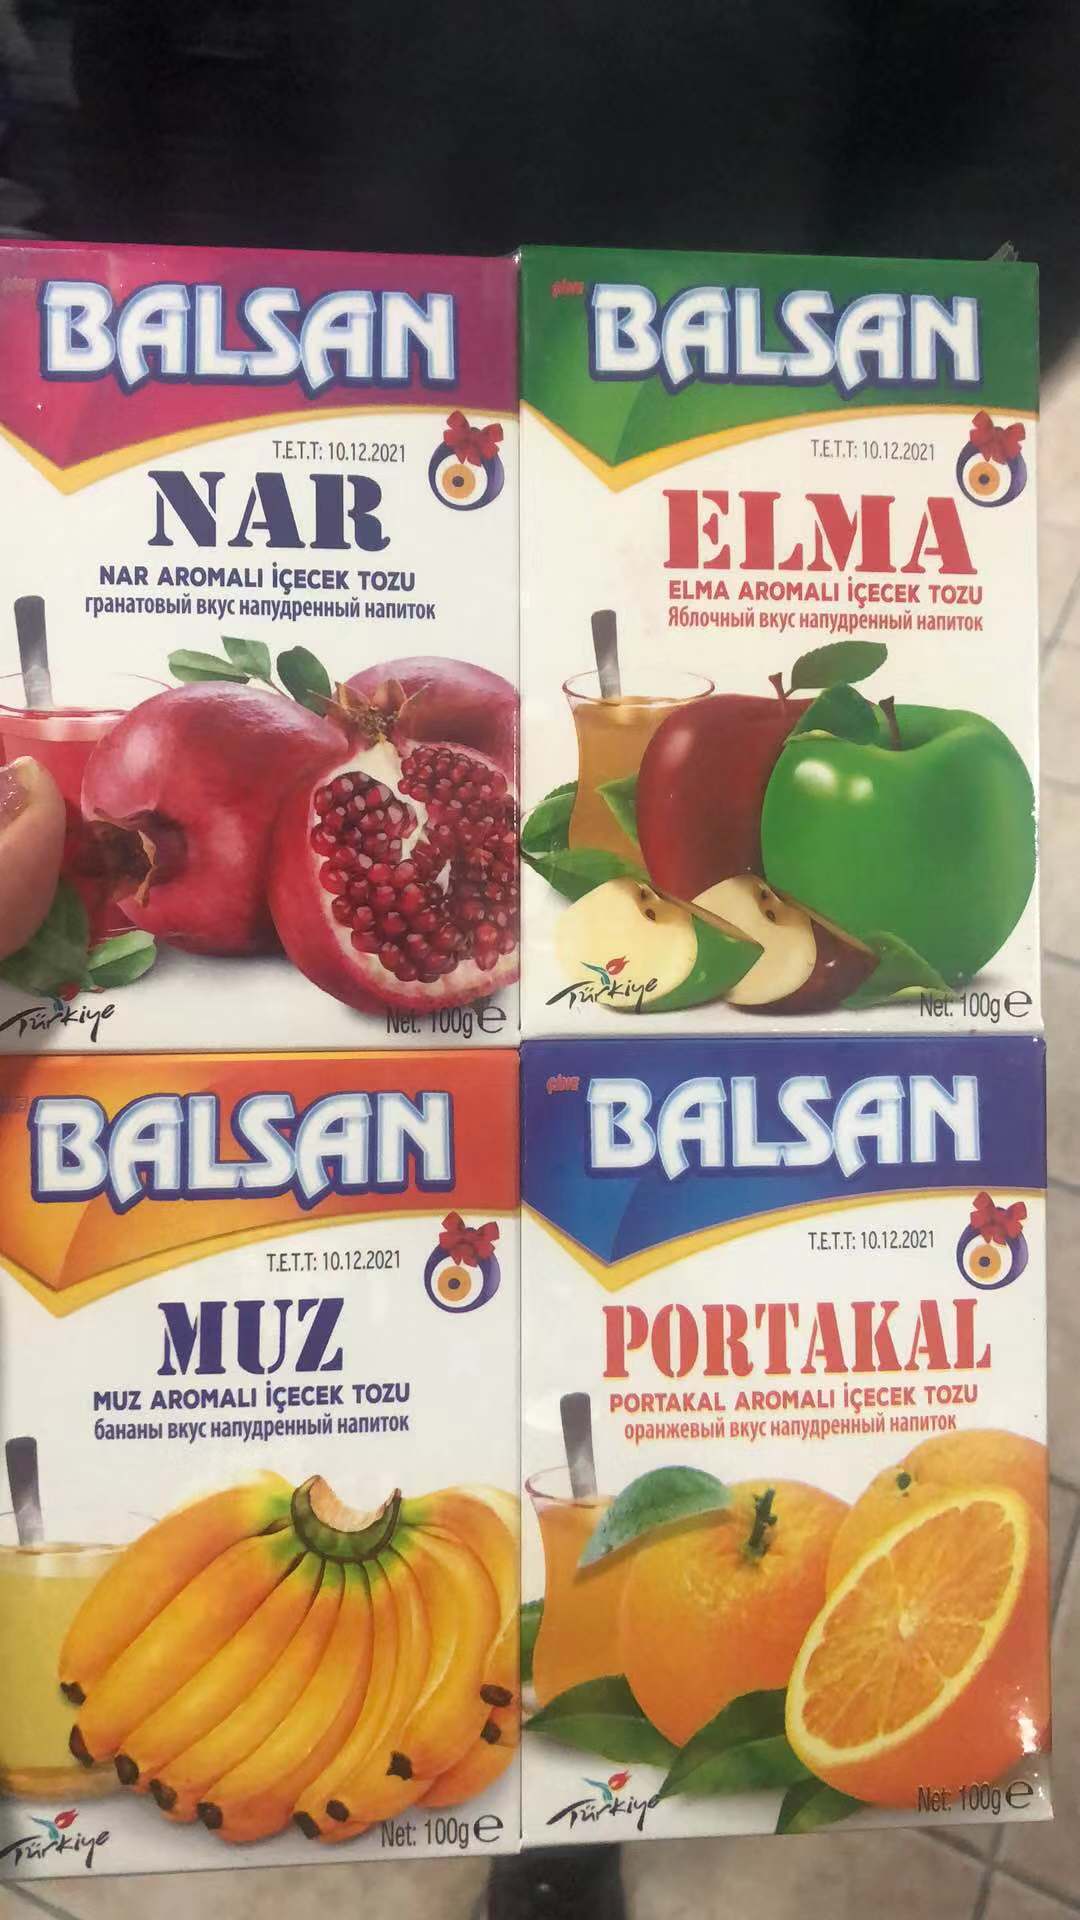 BALSAN
T.E.T.T: 10.12.2021
NAR
NAR AROMALI İÇECEK TOZU
гранатовый вкус напудренный напиток
Türkiye
Net: 100g e
BALSAN
T.E.T.T: 10.12.2021
ELMA
ELMA AROMALI İÇECEK TOZU
Яблочный вкус напудренный напиток
Türkiye
Net: 100g e
BALSAN
T.E.T.T: 10.12.2021
MUZ
MUZ AROMALI İÇECEK TOZU
бананы вкус напудренный напиток
Türkiye
Net: 100g e
BALSAN
T.E.T.T: 10.12.2021
PORTAKAL
PORTAKAL AROMALI İÇECEK TOZU
оранжевый вкус напудренный напиток
Türkiye
Net: 100g e